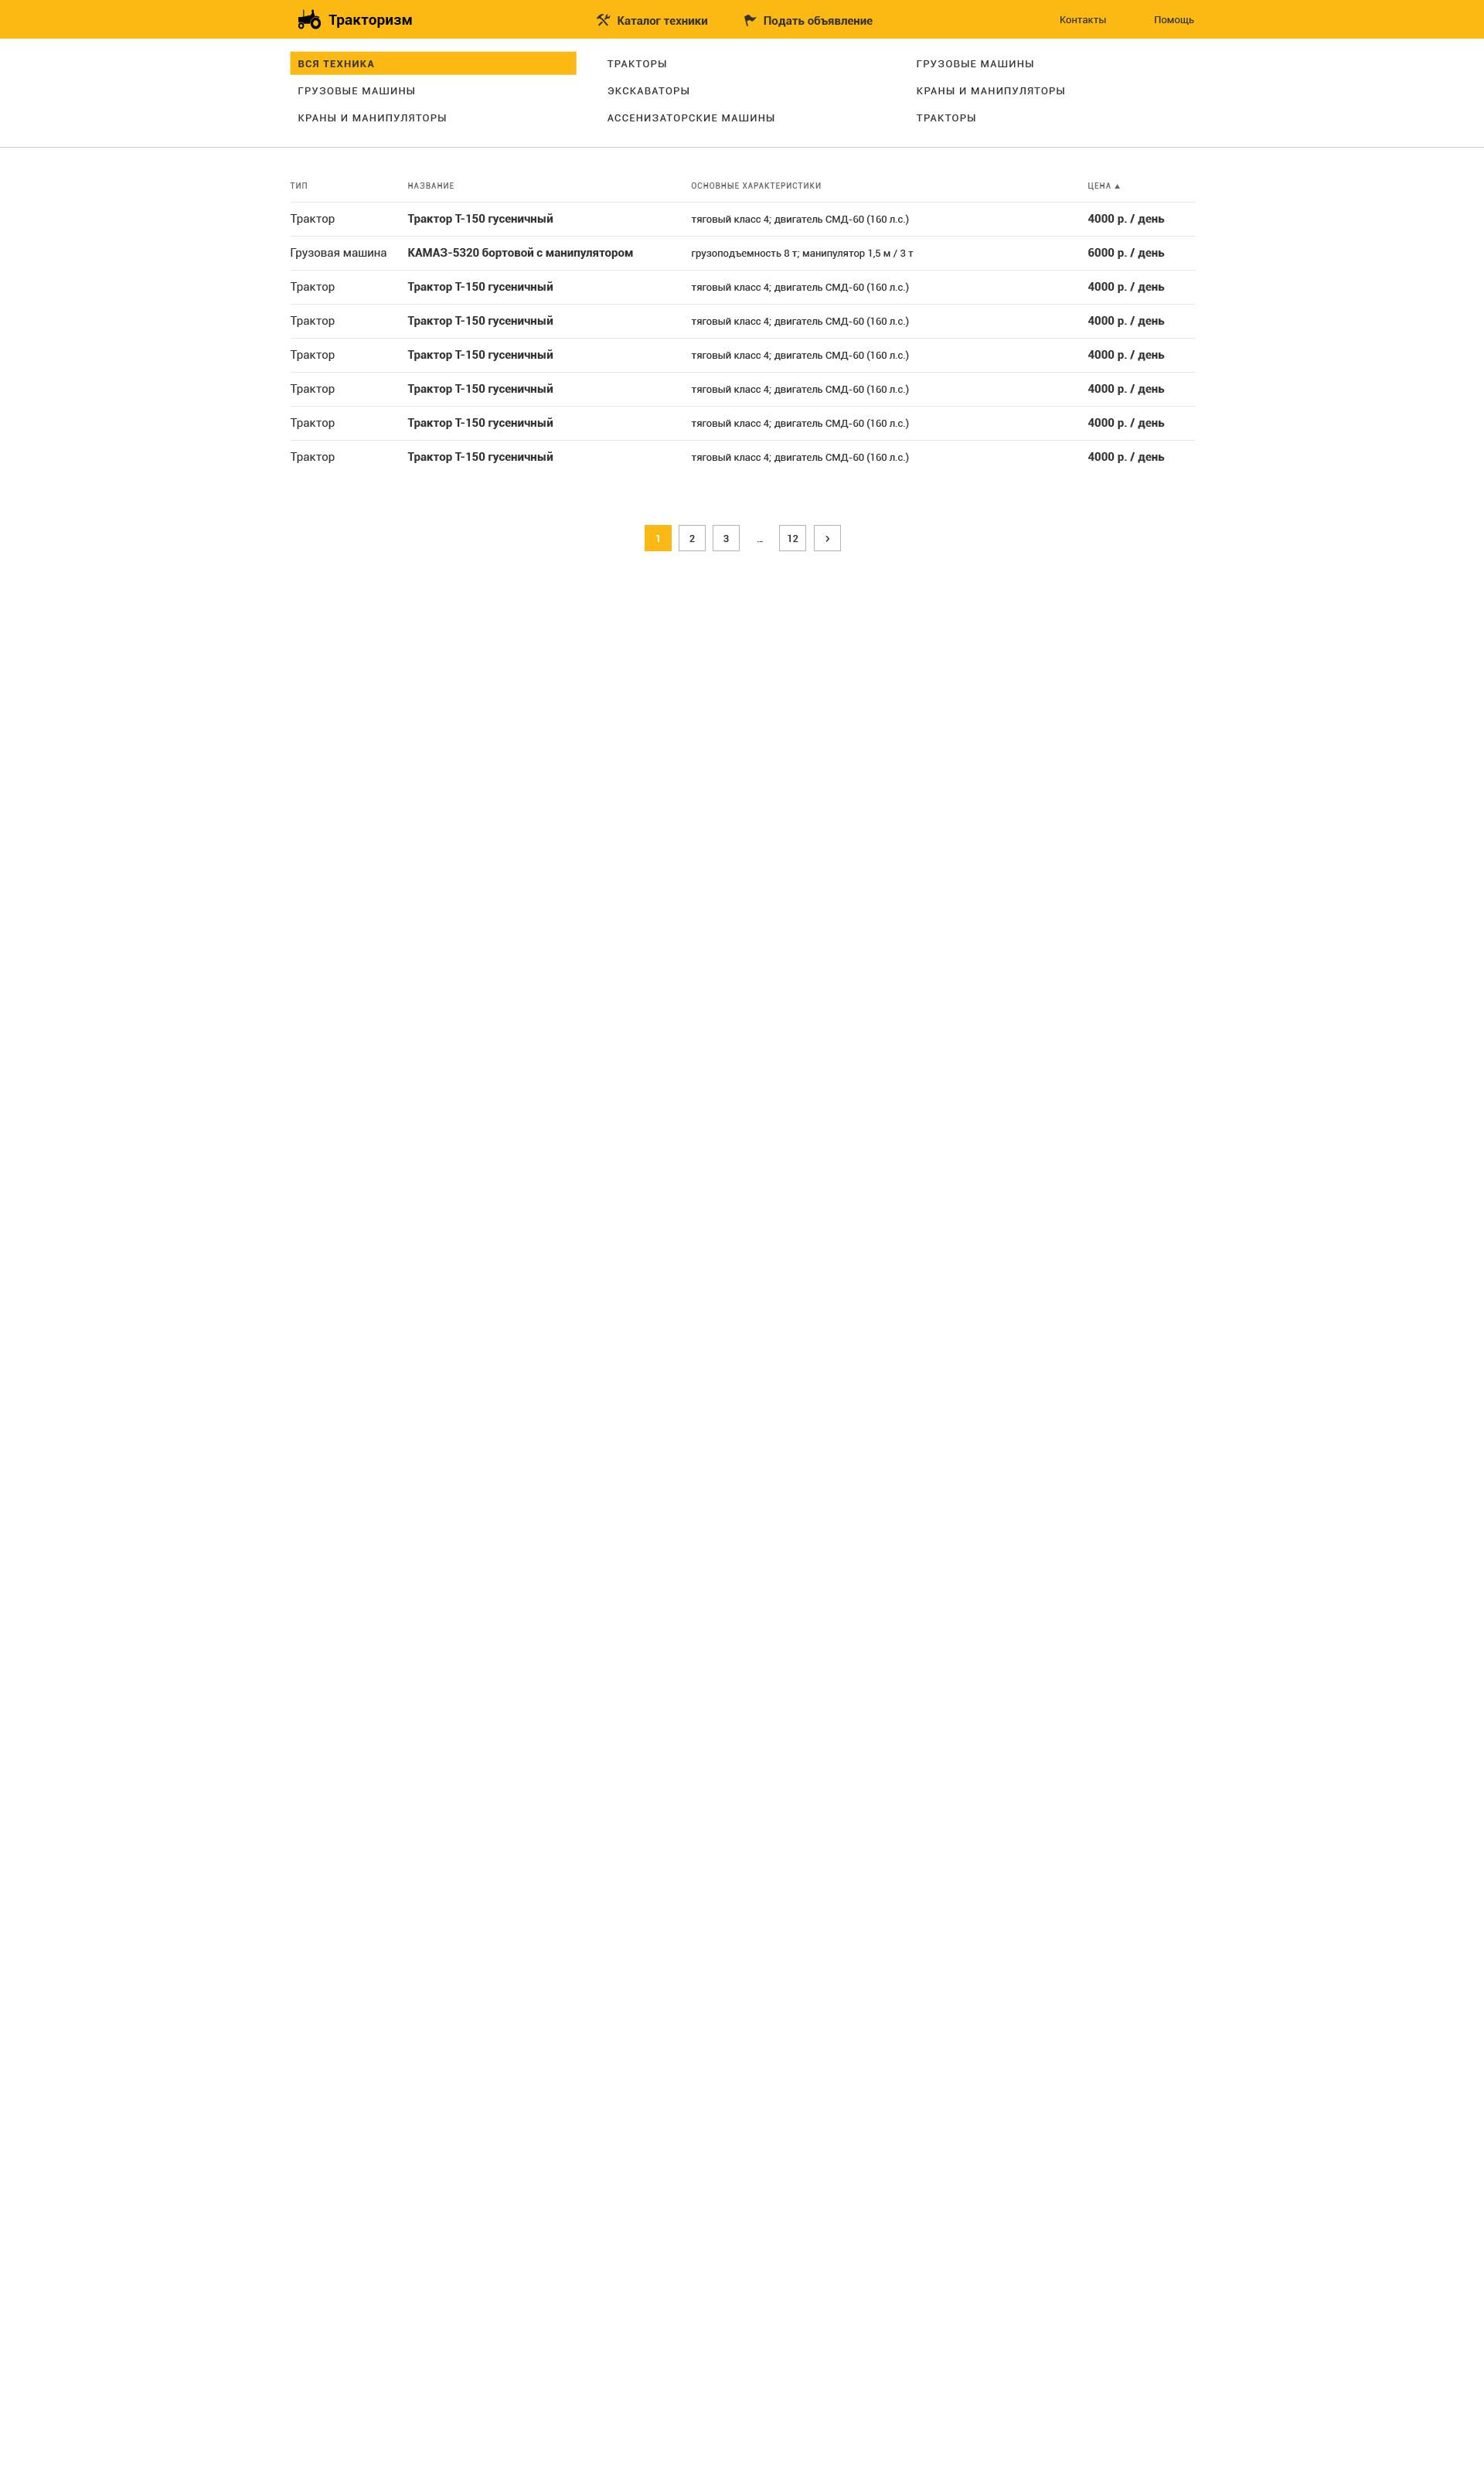 Тракторизм Каталог техники Подать объявление Контакты Помощь
ВСЯ ТЕХНИКА ТРАКТОРЫ ГРУЗОВЫЕ МАШИНЫ
ГРУЗОВЫЕ МАШИНЫ ЭКСКАВАТОРЫ КРАНЫ И МАНИПУЛЯТОРЫ
КРАНЫ И МАНИПУЛЯТОРЫ АССЕНИЗАТОРСКИЕ МАШИНЫ ТРАКТОРЫ
ТИП НАЗВАНИЕ ОСНОВНЫЕ ХАРАКТЕРИСТИКИ ЦЕНА ▲
Трактор Трактор Т-150 гусеничный тяговый класс 4; двигатель СМД-60 (160 л.с.) 4000 р. / день
Грузовая машина КАМАЗ-5320 бортовой с манипулятором грузоподъемность 8 т; манипулятор 1,5 м / 3 т 6000 р. / день
Трактор Трактор Т-150 гусеничный тяговый класс 4; двигатель СМД-60 (160 л.с.) 4000 р. / день
Трактор Трактор Т-150 гусеничный тяговый класс 4; двигатель СМД-60 (160 л.с.) 4000 р. / день
Трактор Трактор Т-150 гусеничный тяговый класс 4; двигатель СМД-60 (160 л.с.) 4000 р. / день
Трактор Трактор Т-150 гусеничный тяговый класс 4; двигатель СМД-60 (160 л.с.) 4000 р. / день
Трактор Трактор Т-150 гусеничный тяговый класс 4; двигатель СМД-60 (160 л.с.) 4000 р. / день
Трактор Трактор Т-150 гусеничный тяговый класс 4; двигатель СМД-60 (160 л.с.) 4000 р. / день
1 2 3 ... 12 ›